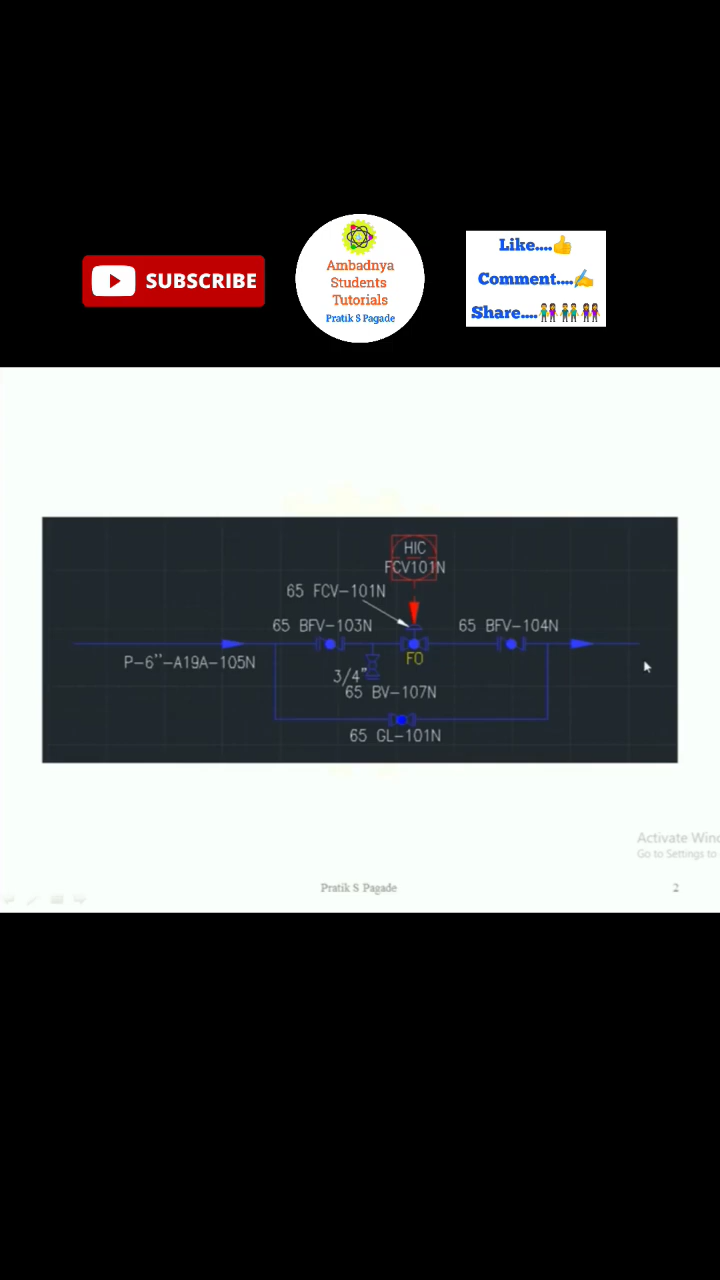 SUBSCRIBE
Ambadnya
Students
Tutorials
Pratik S Pagade
Like....👍
Comment....✍
Share....👫👬👭
HIC
FCV101N
65 FCV-101N
65 BFV-103N
65 BFV-104N
P-6"-A19A-105N
FO
3/4"
65 BV-107N
65 GL-101N
Activate Wind
Go to Settings to
Pratik S Pagade
2